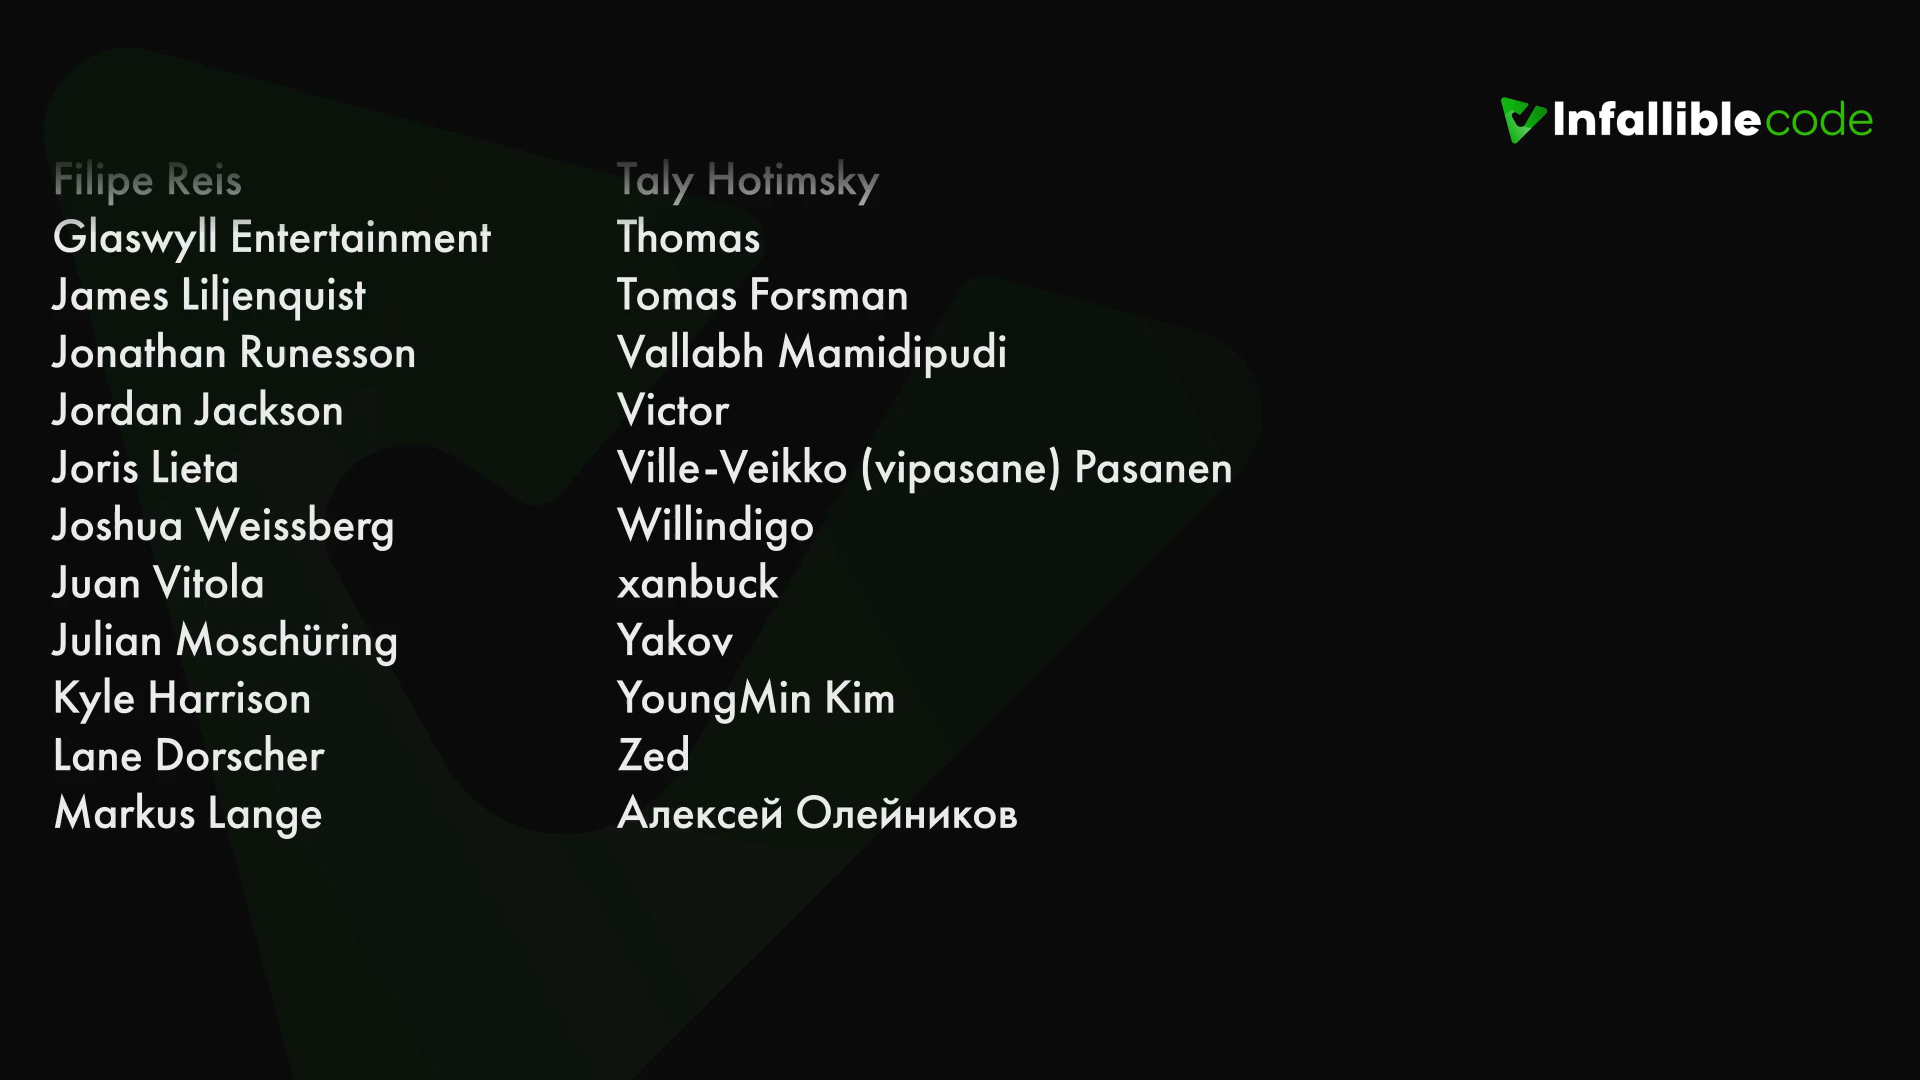 Infalliblecode
Filipe Reis
Glaswyll Entertainment
James Liljenquist
Jonathan Runesson
Jordan Jackson
Joris Lieta
Joshua Weissberg
Juan Vitola
Julian Moschüring
Kyle Harrison
Lane Dorscher
Markus Lange
Taly Hotimsky
Thomas
Tomas Forsman
Vallabh Mamidipudi
Victor
Ville-Veikko (vipasane) Pasanen
Willindigo
xanbuck
Yakov
YoungMin Kim
Zed
Алексей Олейников